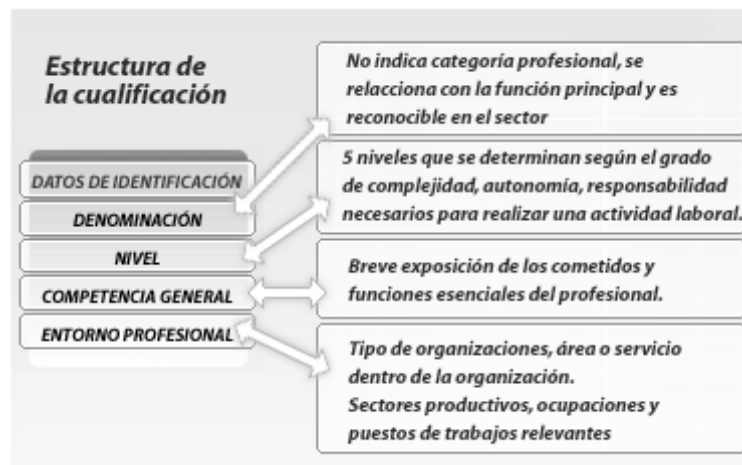 Estructura de
la cualificación
DATOS DE IDENTIFICACIÓN
DENOMINACIÓN
NIVEL
COMPETENCIA GENERAL
ENTORNO PROFESIONAL
No indica categoría profesional, se
relacciona con la función principal y es
reconocible en el sector
5 niveles que se determinan según el grado
de complejidad, autonomía, responsabilidad
necesarios para realizar una actividad laboral.
Breve exposición de los cometidos y
funciones esenciales del profesional.
Tipo de organizaciones, área o servicio
dentro de la organización.
Sectores productivos, ocupaciones y
puestos de trabajos relevantes